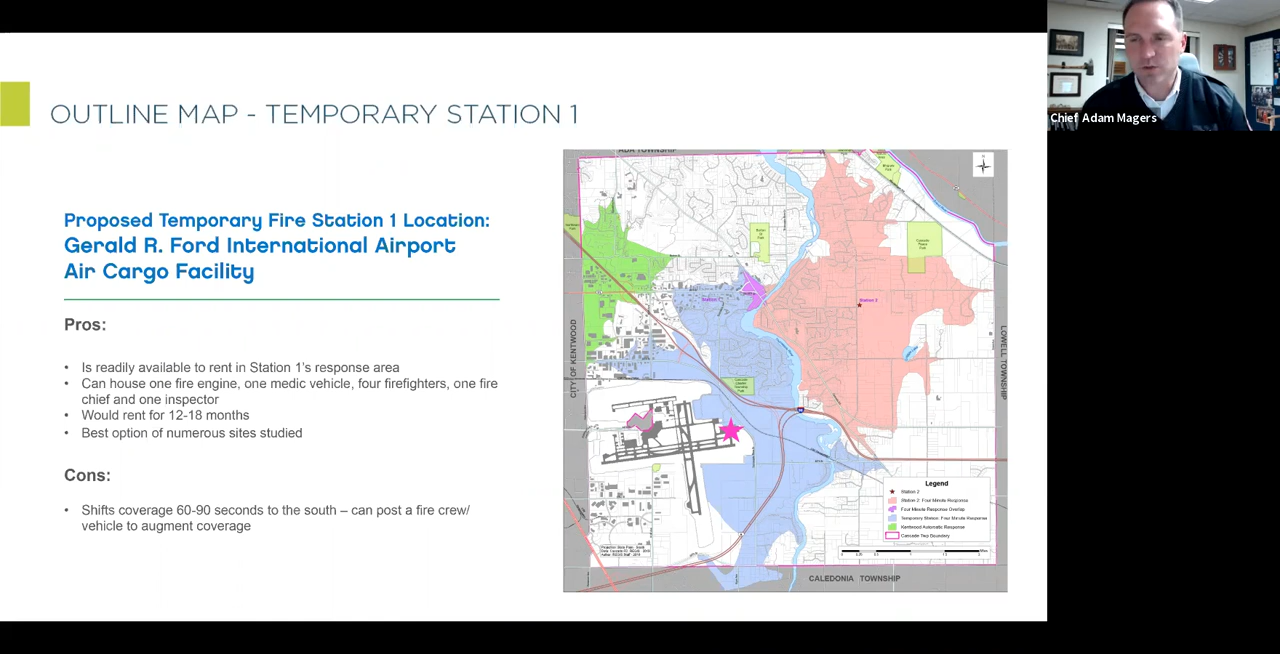 OUTLINE MAP - TEMPORARY STATION 1
Proposed Temporary Fire Station 1 Location:
Gerald R. Ford International Airport
Air Cargo Facility
Pros:
• Is readily available to rent in Station 1's response area
• Can house one fire engine, one medic vehicle, four firefighters, one fire
chief and one inspector
• Would rent for 12-18 months
• Best option of numerous sites studied
Cons:
• Shifts coverage 60-90 seconds to the south – can post a fire crew/
vehicle to augment coverage
ADA TOWNSHIP
CITY OF KENTWOOD
LOWELL TOWNSHIP
CALEDONIA TOWNSHIP
Station 2
Legend
Station 2
Station 2: Four Minute Response
Four Minute Response Overlap
Temporary Station: Four Minute Response
Kentwood Automatic Response
Cascade Twp Boundary
Chief Adam Magers